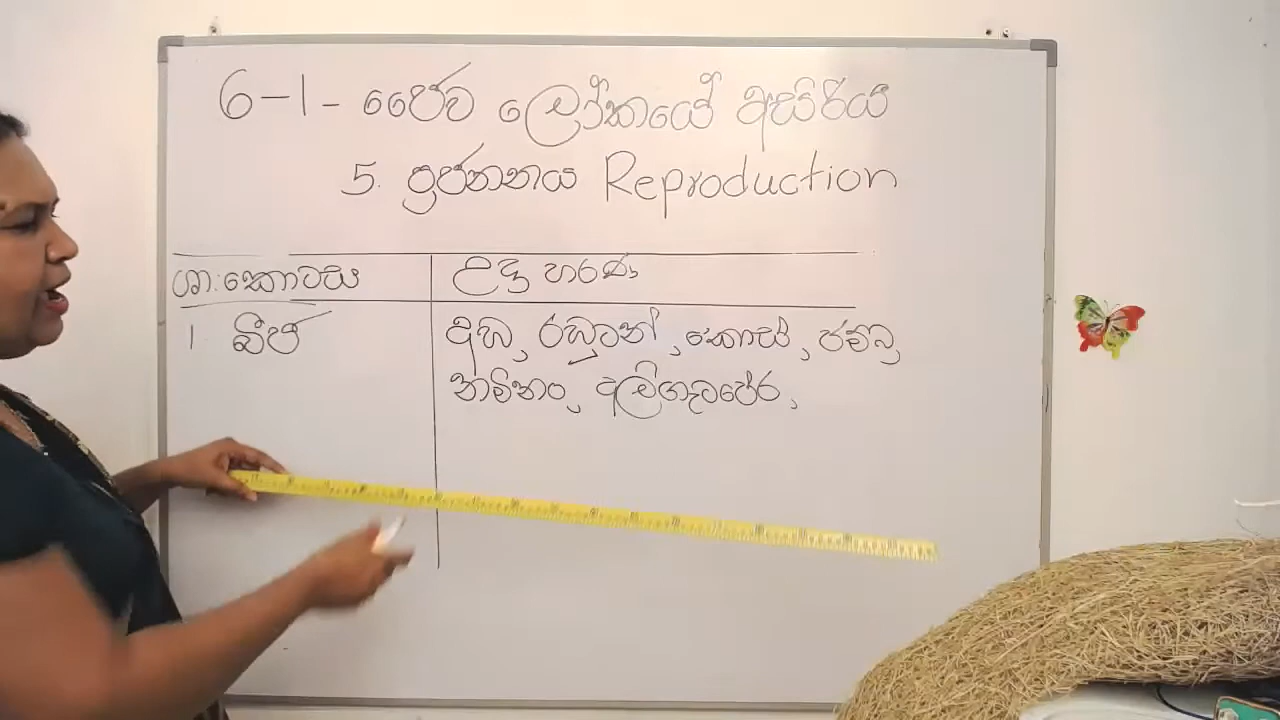 6-1- ජෛව ලෝකයේ අසිරිය
5. ප්‍රජනනය Reproduction
ශා:කොටස උදාහරණ
1 බීජ අඹ, රඹුටන්, කොස්, ජම්බු,
නාමිනං, අලිගැටපේර,